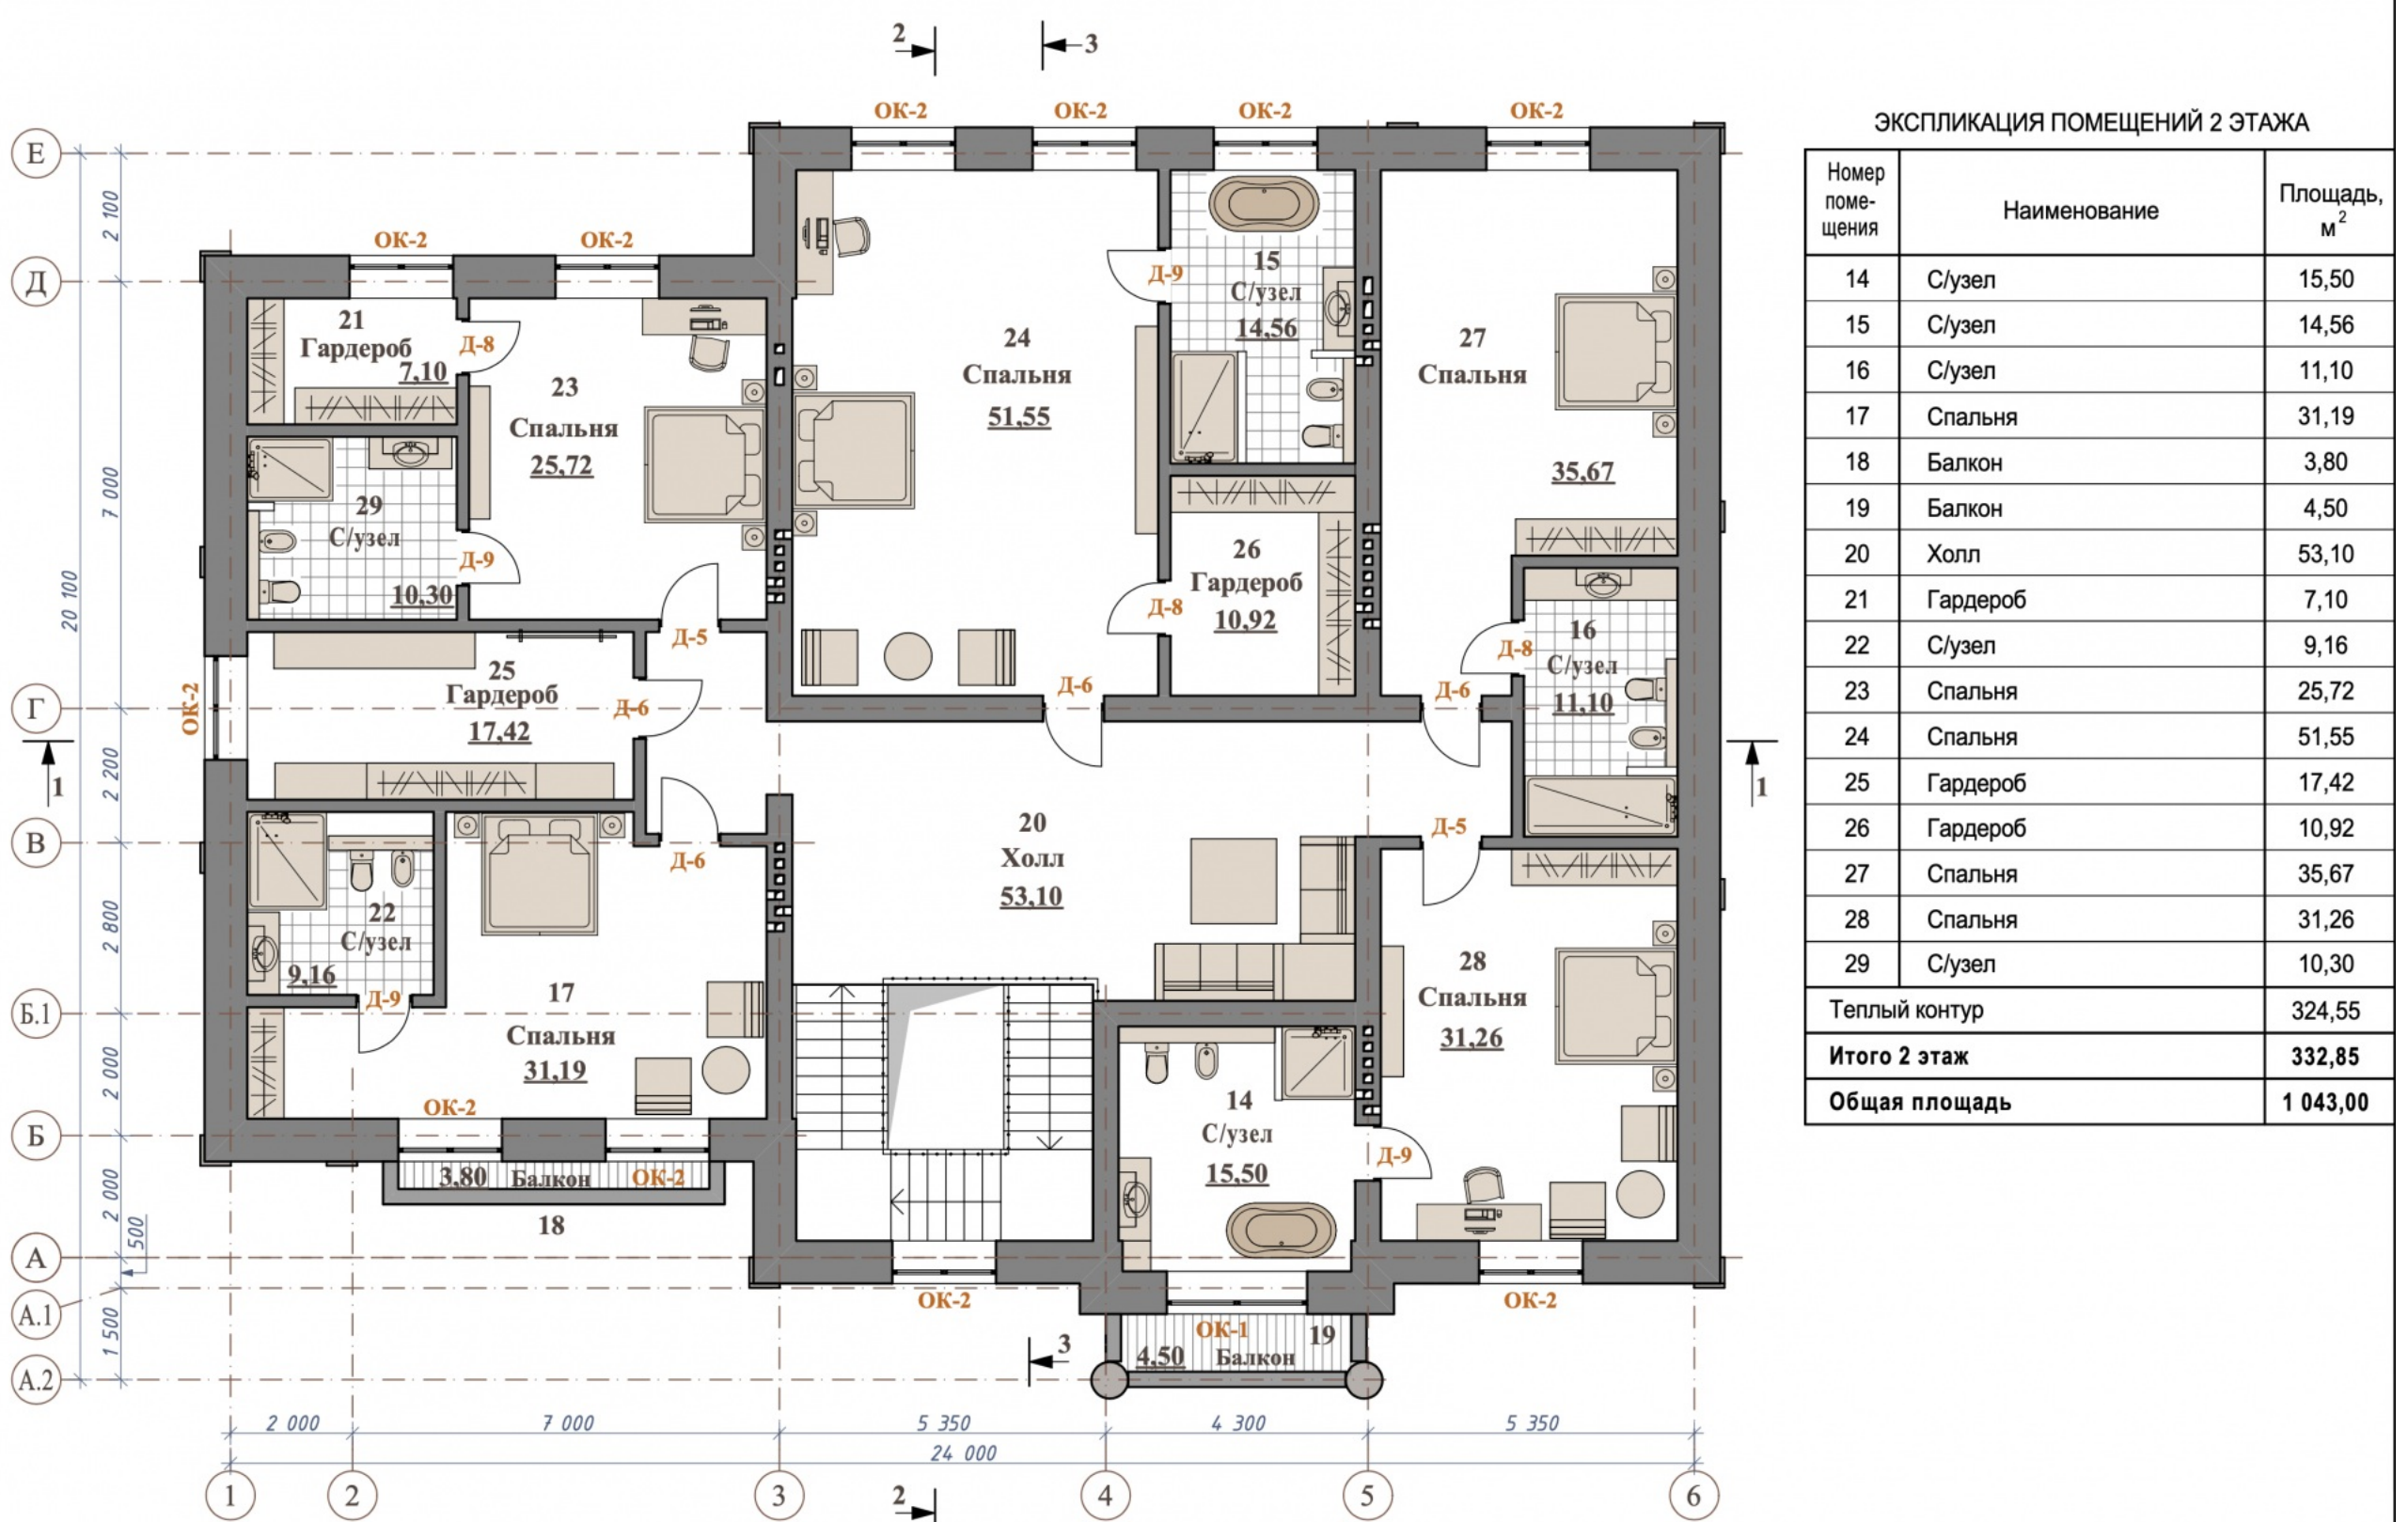 2
3
ОК-2
ОК-2
ОК-2
ОК-2
Е
2 100
ОК-2
ОК-2
Д
21
Гардероб
7,10
Д-8
23
Спальня
25,72
24
Спальня
51,55
Д-9
15
С/узел
14,56
27
Спальня
35,67
7 000
20 100
29
С/узел
10,30
Д-9
26
Гардероб
10,92
Д-8
Д-5
16
С/узел
11,10
Д-8
ОК-2
25
Гардероб
17,42
Д-6
Д-6
Д-6
Г
1
1
2 200
В
Д-6
20
Холл
53,10
Д-5
2 800
22
С/узел
9,16
Д-9
17
Спальня
31,19
28
Спальня
31,26
Б.1
2 000
ОК-2
14
С/узел
15,50
Д-9
Б
3,80 Балкон ОК-2
18
2 000
500
А
А.1
ОК-2
ОК-2
1 500
ОК-1
19
4,50 Балкон
3
А.2
2 000
7 000
5 350
4 300
5 350
24 000
1
2
3
4
5
6
2
ЭКСПЛИКАЦИЯ ПОМЕЩЕНИЙ 2 ЭТАЖА
Номер
поме-
щения
Наименование
Площадь,
м2
14 С/узел 15,50
15 С/узел 14,56
16 С/узел 11,10
17 Спальня 31,19
18 Балкон 3,80
19 Балкон 4,50
20 Холл 53,10
21 Гардероб 7,10
22 С/узел 9,16
23 Спальня 25,72
24 Спальня 51,55
25 Гардероб 17,42
26 Гардероб 10,92
27 Спальня 35,67
28 Спальня 31,26
29 С/узел 10,30
Теплый контур 324,55
Итого 2 этаж 332,85
Общая площадь 1 043,00